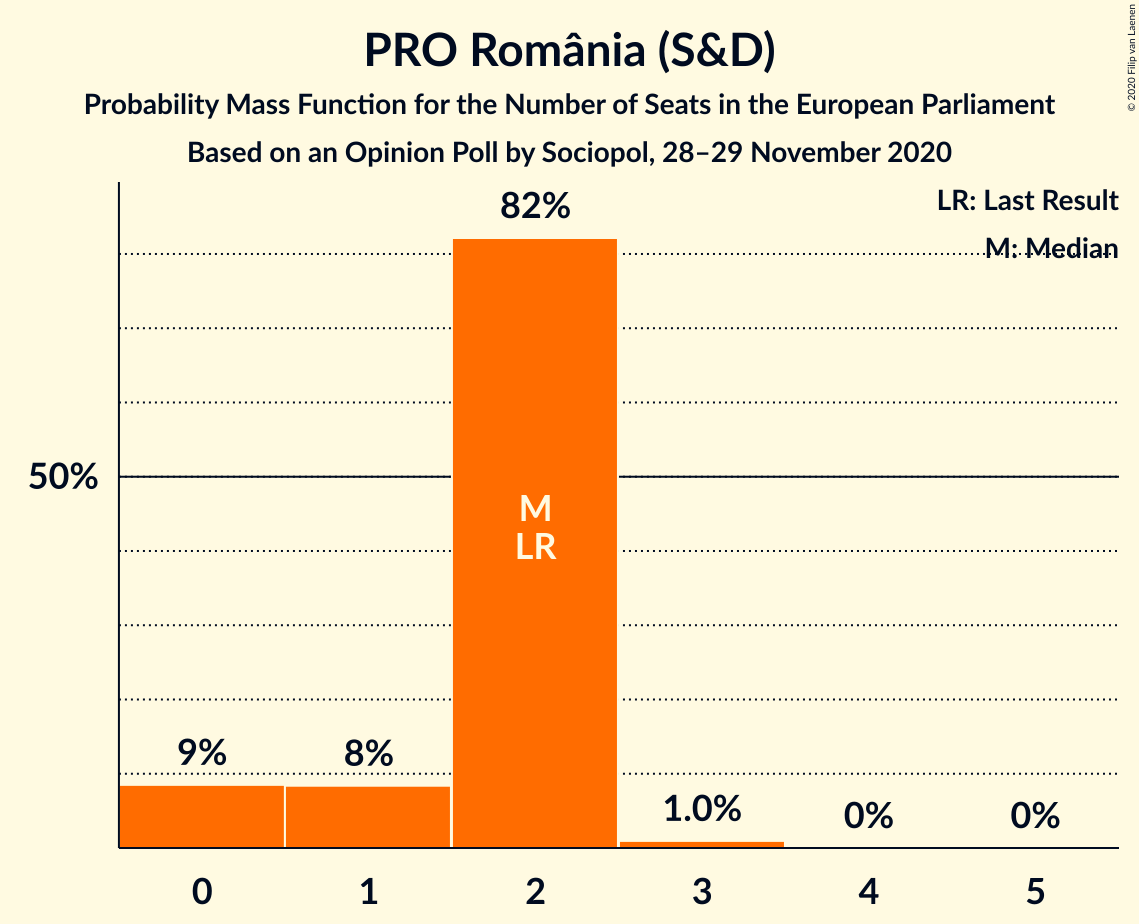 PRO România (S&D)
Probability Mass Function for the Number of Seats in the European Parliament
Based on an Opinion Poll by Sociopol, 28–29 November 2020
© 2020 Filip van Laenen
LR: Last Result
M: Median
82%
50%
M
LR
9%
8%
1.0%
0%
0%
0
1
2
3
4
5